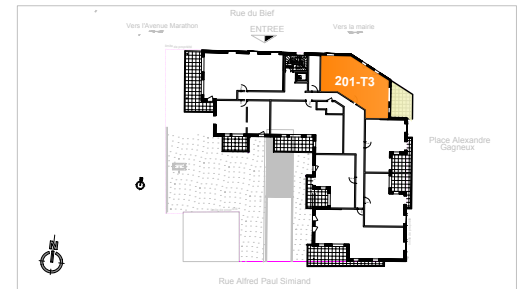 Rue du Bief
Vers l'Avenue Marathon
ENTREE
Vers la mairie
201-T3
Place Alexandre
Gagneux
N
Rue Alfred Paul Simiand